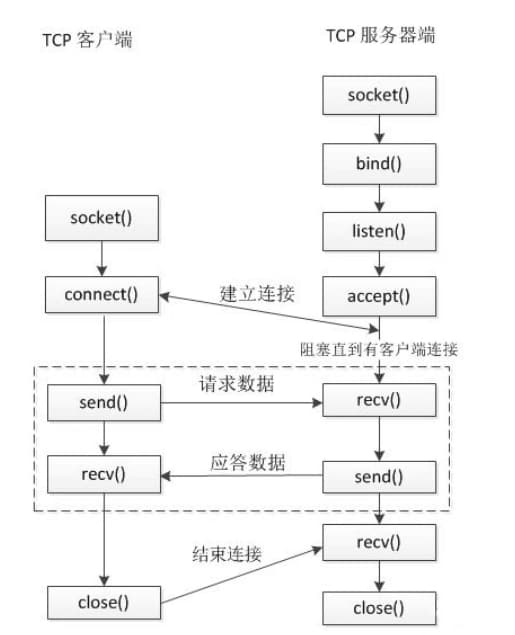 TCP 客户端
TCP 服务器端
socket()
bind()
socket()
listen()
connect()
建立连接
accept()
阻塞直到有客户端连接
send()
请求数据
recv()
recv()
应答数据
send()
结束连接
recv()
close()
close()